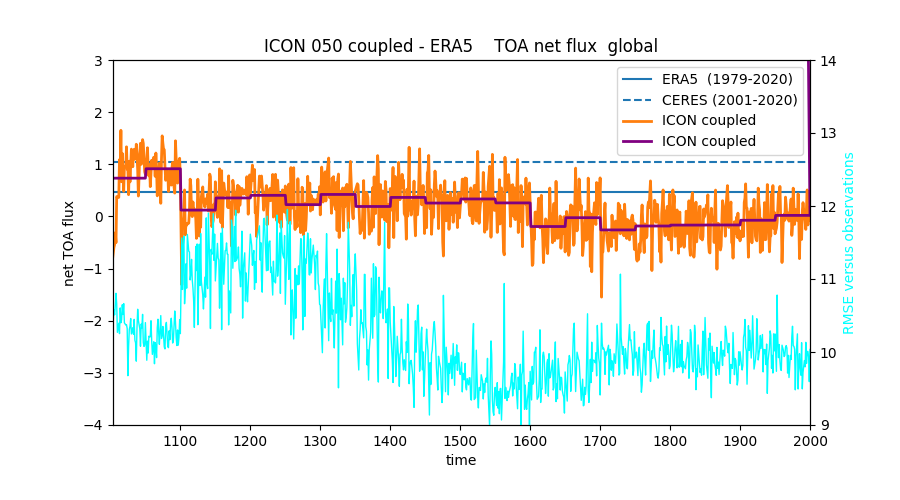 ICON 050 coupled - ERA5    TOA net flux  global
3
2
1
0
−1
−2
−3
−4
net TOA flux
ERA5  (1979-2020)
CERES (2001-2020)
ICON coupled
ICON coupled
14
13
12
11
10
9
RMSE versus observations
1100 1200 1300 1400 1500 1600 1700 1800 1900 2000
time